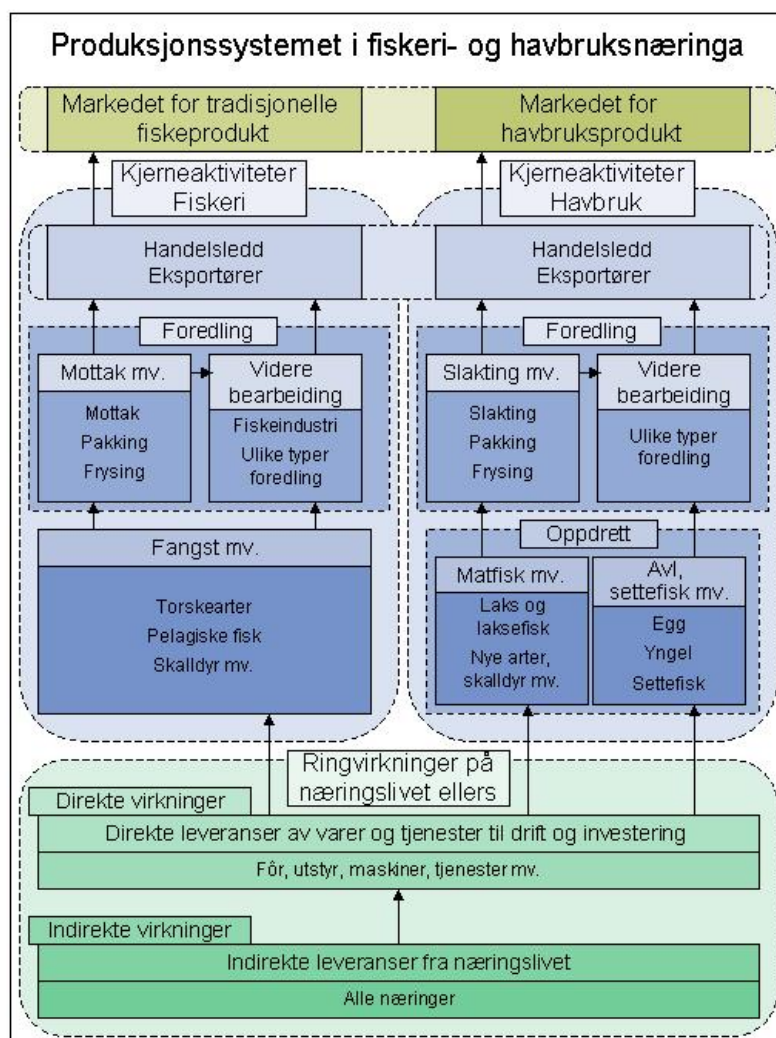 Produksjonssystemet i fiskeri- og havbruksnæringa
Markedet for tradisjonelle
fiskeprodukt
Markedet for
havbruksprodukt
Kjerneaktiviteter
Fiskeri
Kjerneaktiviteter
Havbruk
Handelsledd
Eksportører
Handelsledd
Eksportører
Foredling
Mottak mv.
Mottak
Pakking
Frysing
Videre
bearbeiding
Fiskeindustri
Ulike typer
foredling
Foredling
Slakting mv.
Slakting
Pakking
Frysing
Videre
bearbeiding
Ulike typer
foredling
Fangst mv.
Torskearter
Pelagiske fisk
Skalldyr mv.
Oppdrett
Matfisk mv.
Laks og
laksefisk
Nye arter,
skalldyr mv.
Avl,
settefisk mv.
Egg
Yngel
Settefisk
Ringvirkninger på
næringslivet ellers
Direkte virkninger
Direkte leveranser av varer og tjenester til drift og investering
Fôr, utstyr, maskiner, tjenester mv.
Indirekte virkninger
Indirekte leveranser fra næringslivet
Alle næringer